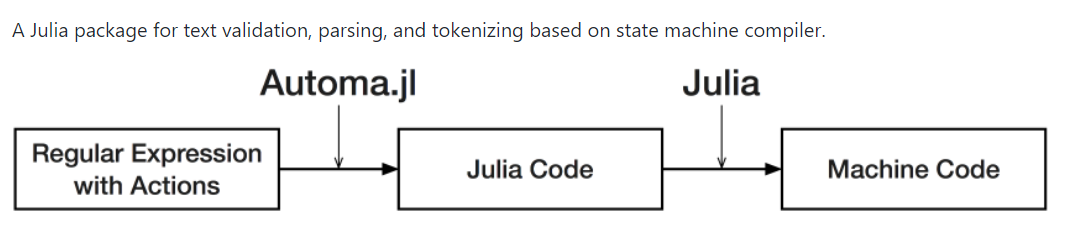 A Julia package for text validation, parsing, and tokenizing based on state machine compiler.
Automa.jl
Julia
Regular Expression
with Actions
Julia Code
Machine Code